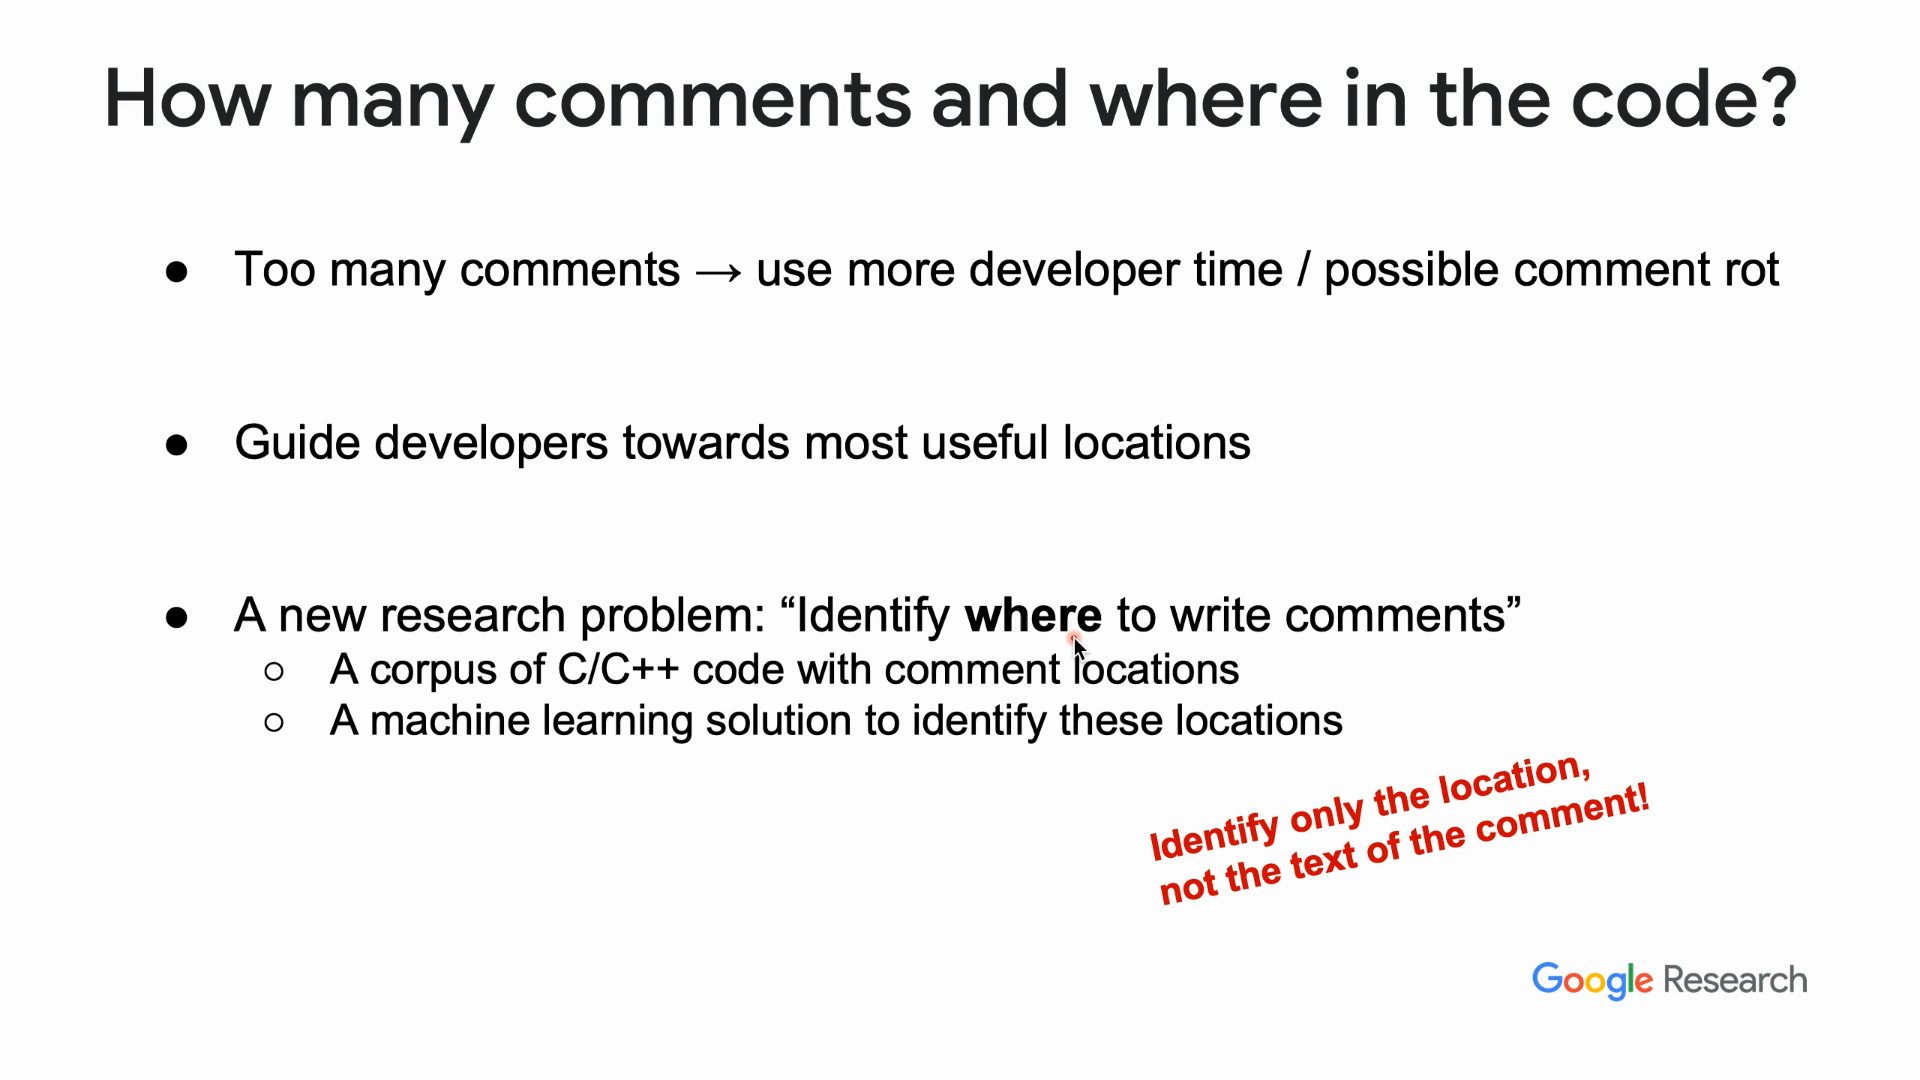 How many comments and where in the code?
● Too many comments → use more developer time / possible comment rot
● Guide developers towards most useful locations
● A new research problem: “Identify where to write comments”
○ A corpus of C/C++ code with comment locations
○ A machine learning solution to identify these locations
Identify only the location,
not the text of the comment!
Google Research